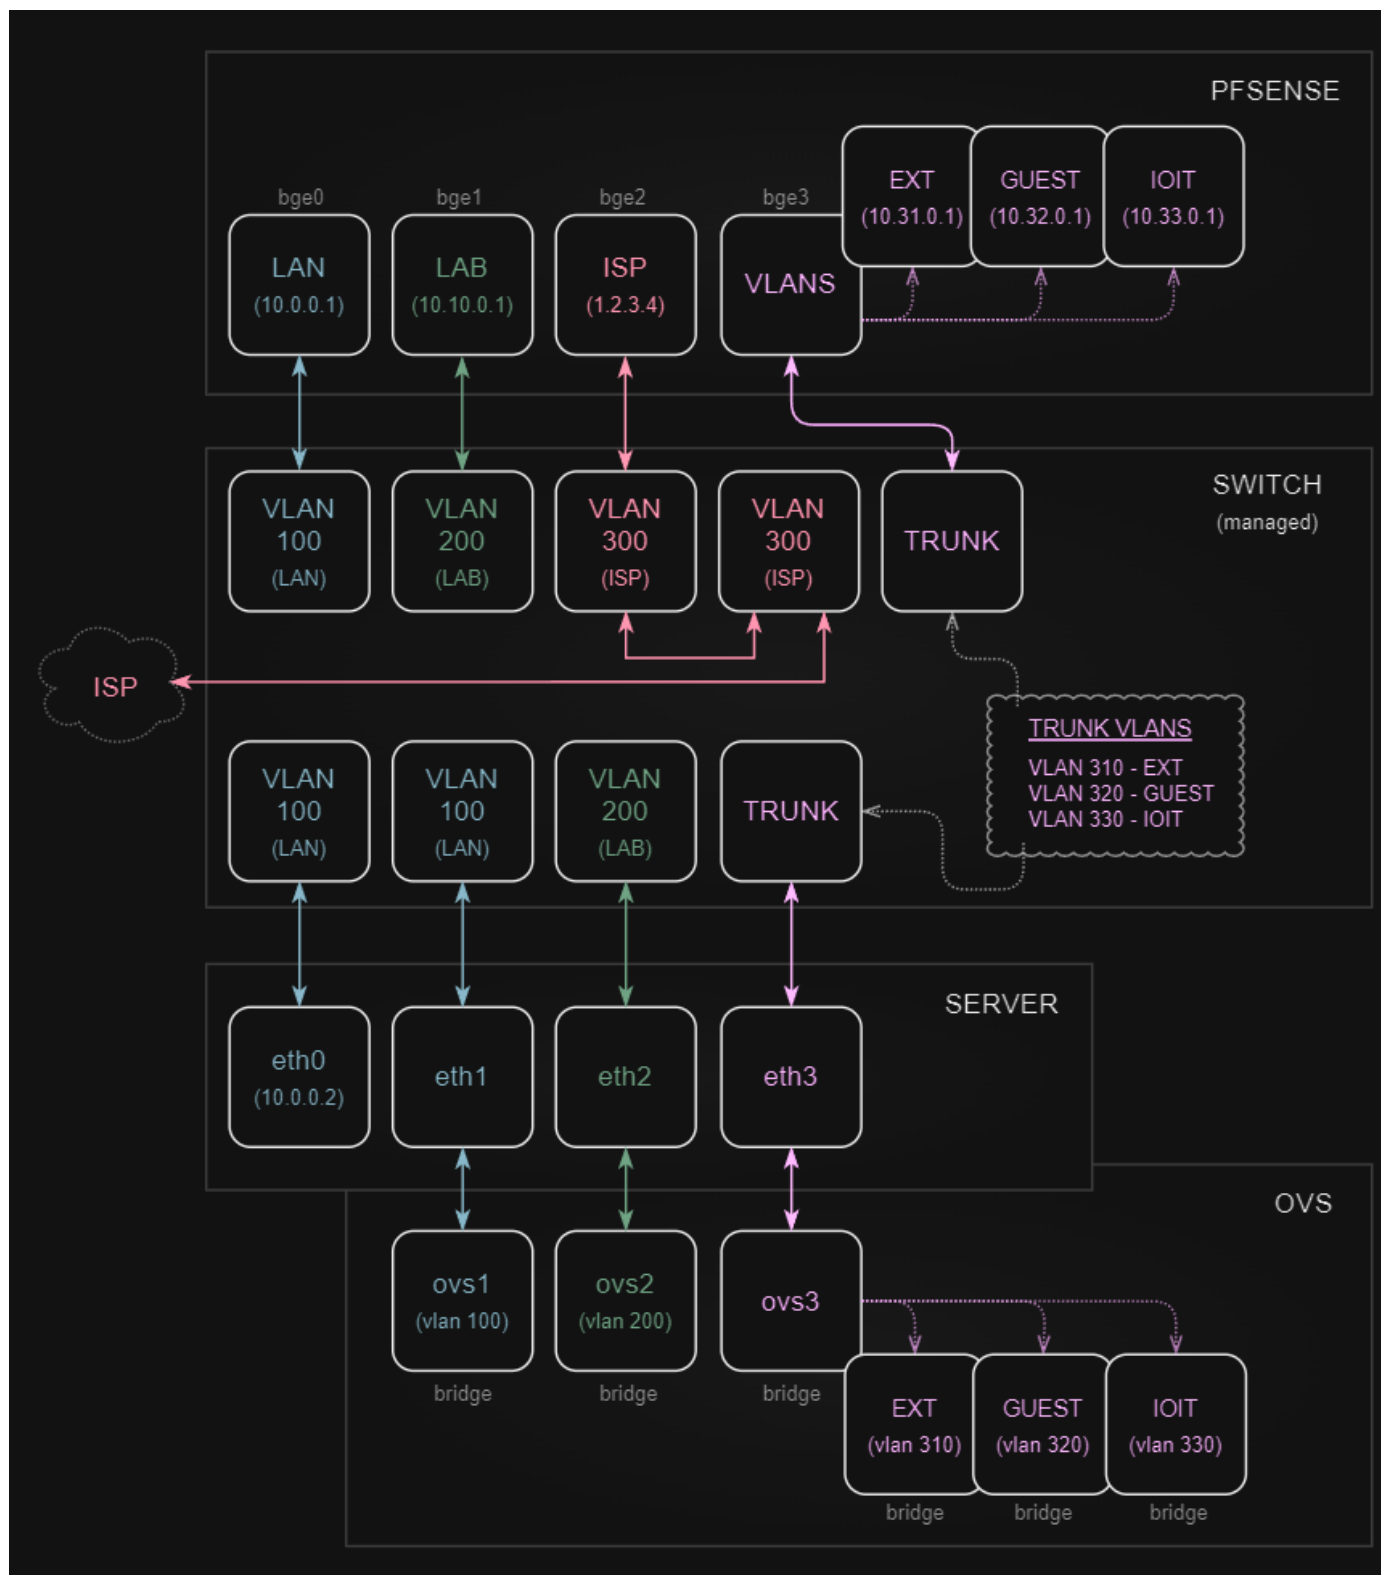 PFSENSE
bge0
bge1
bge2
bge3
LAN
(10.0.0.1)
LAB
(10.10.0.1)
ISP
(1.2.3.4)
VLANS
EXT
(10.31.0.1)
GUEST
(10.32.0.1)
IOIT
(10.33.0.1)
SWITCH
(managed)
VLAN
100
(LAN)
VLAN
200
(LAB)
VLAN
300
(ISP)
VLAN
300
(ISP)
TRUNK
ISP
TRUNK VLANS
VLAN 310 - EXT
VLAN 320 - GUEST
VLAN 330 - IOIT
VLAN
100
(LAN)
VLAN
100
(LAN)
VLAN
200
(LAB)
TRUNK
SERVER
eth0
(10.0.0.2)
eth1
eth2
eth3
OVS
ovs1
(vlan 100)
bridge
ovs2
(vlan 200)
bridge
ovs3
bridge
EXT
(vlan 310)
bridge
GUEST
(vlan 320)
bridge
IOIT
(vlan 330)
bridge